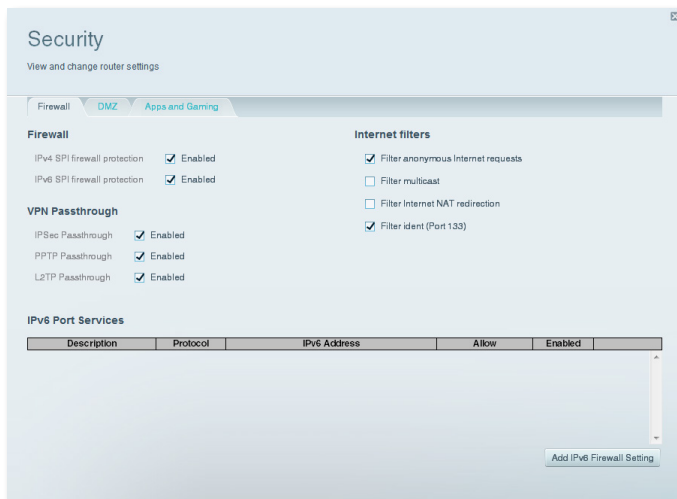 Security
View and change router settings
Firewall
DMZ
Apps and Gaming
Firewall
IPv4 SPI firewall protection
Enabled
IPv6 SPI firewall protection
Enabled
VPN Passthrough
IPSec Passthrough
Enabled
PPTP Passthrough
Enabled
L2TP Passthrough
Enabled
Internet filters
Filter anonymous Internet requests
Filter multicast
Filter Internet NAT redirection
Filter ident (Port 133)
IPv6 Port Services
Description Protocol IPv6 Address Allow Enabled
Add IPv6 Firewall Setting